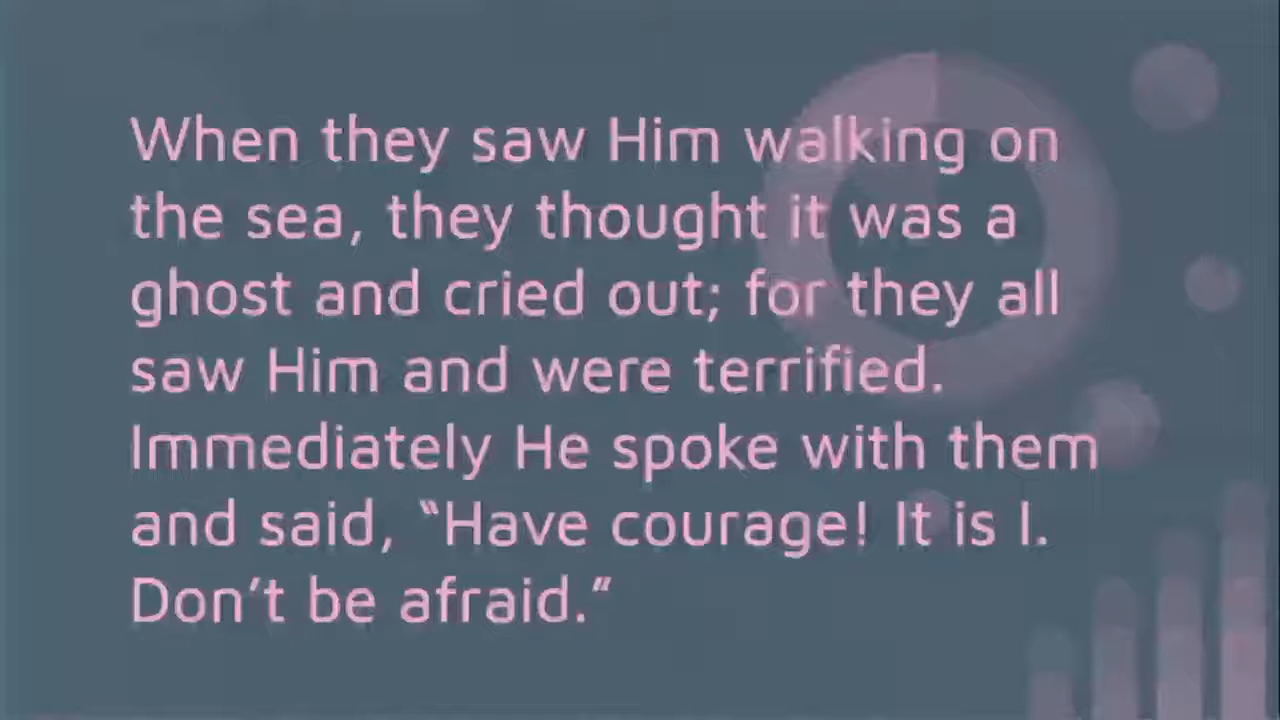 When they saw Him walking on
the sea, they thought it was a
ghost and cried out; for they all
saw Him and were terrified.
Immediately He spoke with them
and said, “Have courage! It is I.
Don’t be afraid.”